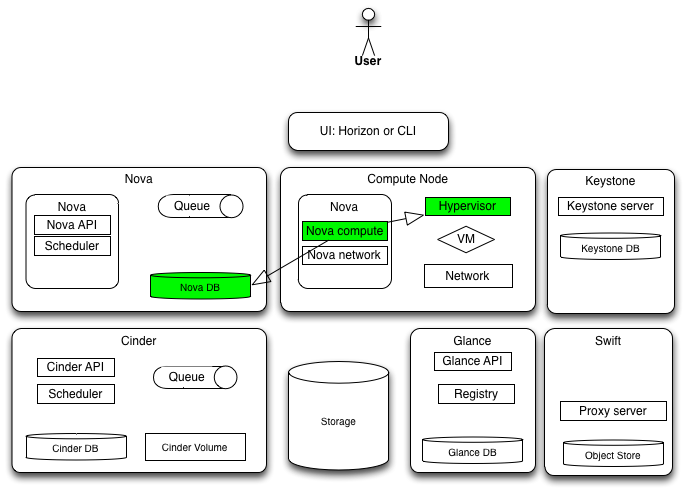 User
UI: Horizon or CLI
Nova
Nova
Nova API
Scheduler
Queue
Nova DB
Compute Node
Nova
Nova compute
Nova network
Hypervisor
VM
Network
Keystone
Keystone server
Keystone DB
Cinder
Cinder API
Scheduler
Queue
Cinder DB
Cinder Volume
Storage
Glance
Glance API
Registry
Glance DB
Swift
Proxy server
Object Store